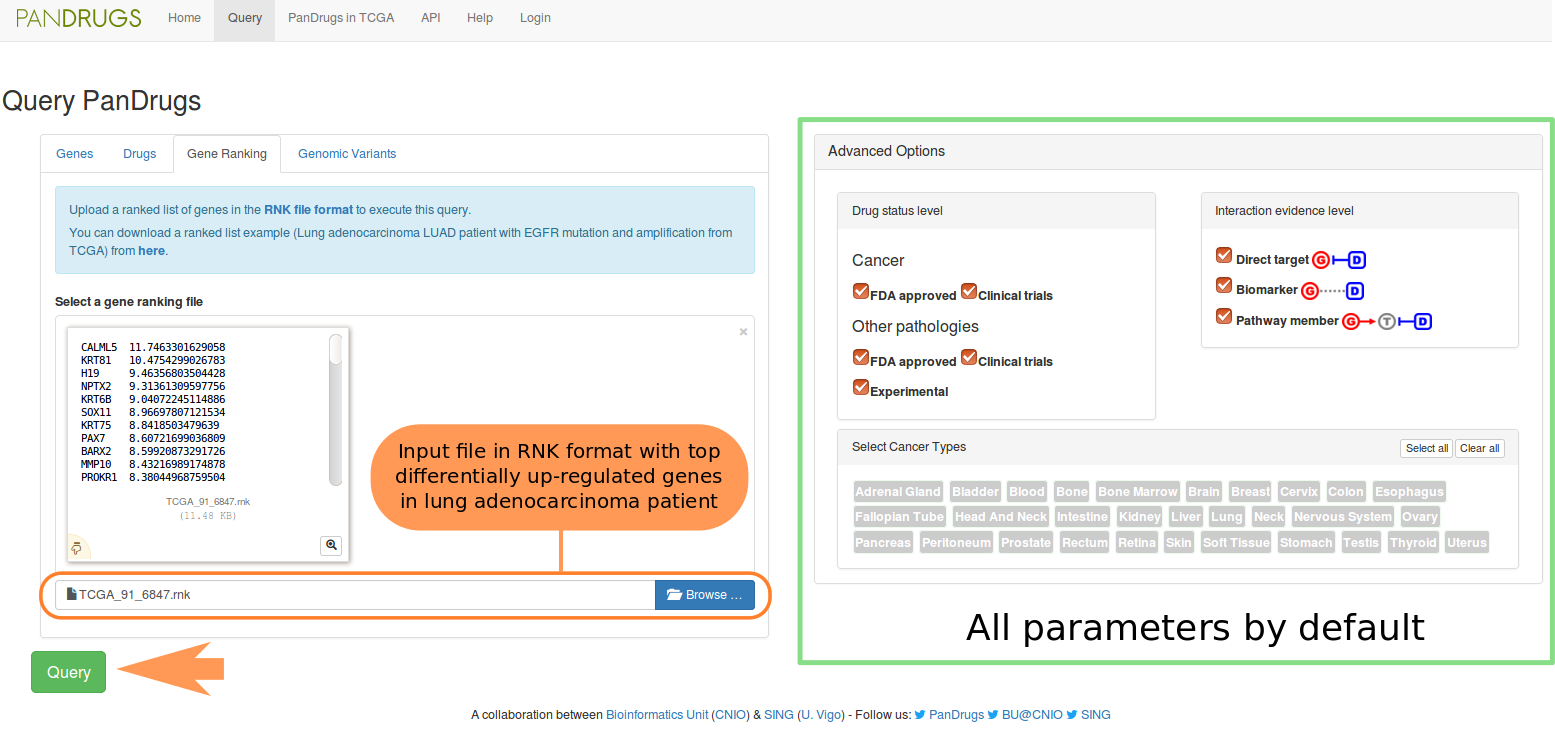 PANDRUGS Home Query PanDrugs in TCGA API Help Login
Query PanDrugs
Genes Drugs Gene Ranking Genomic Variants
Upload a ranked list of genes in the RNK file format to execute this query.
You can download a ranked list example (Lung adenocarcinoma LUAD patient with EGFR mutation and amplification from
TCGA) from here.
Select a gene ranking file
CALML5 11.7463301629058
KRT81 10.4754299026783
H19 9.46356803504428
NPTX2 9.31361309597756
KRT6B 9.04072245114886
SOX11 8.96697807121534
KRT75 8.8418503479639
PAX7 8.60721699036809
BARX2 8.59920873291726
MMP10 8.43216989174878
PROKR1 8.38044968759504
TCGA_91_6847.rnk
(11.48 KB)
Input file in RNK format with top
differentially up-regulated genes
in lung adenocarcinoma patient
TCGA_91_6847.rnk Browse ...
Query
Advanced Options
Drug status level
Cancer
FDA approved Clinical trials
Other pathologies
FDA approved Clinical trials
Experimental
Interaction evidence level
Direct target G D
Biomarker G D
Pathway member G T D
Select Cancer Types Select all Clear all
Adrenal Gland Bladder Blood Bone Bone Marrow Brain Breast Cervix Colon Esophagus
Fallopian Tube Head And Neck Intestine Kidney Liver Lung Neck Nervous System Ovary
Pancreas Peritoneum Prostate Rectum Retina Skin Soft Tissue Stomach Testis Thyroid Uterus
All parameters by default
A collaboration between Bioinformatics Unit (CNIO) & SING (U. Vigo) - Follow us: PanDrugs BU@CNIO SING